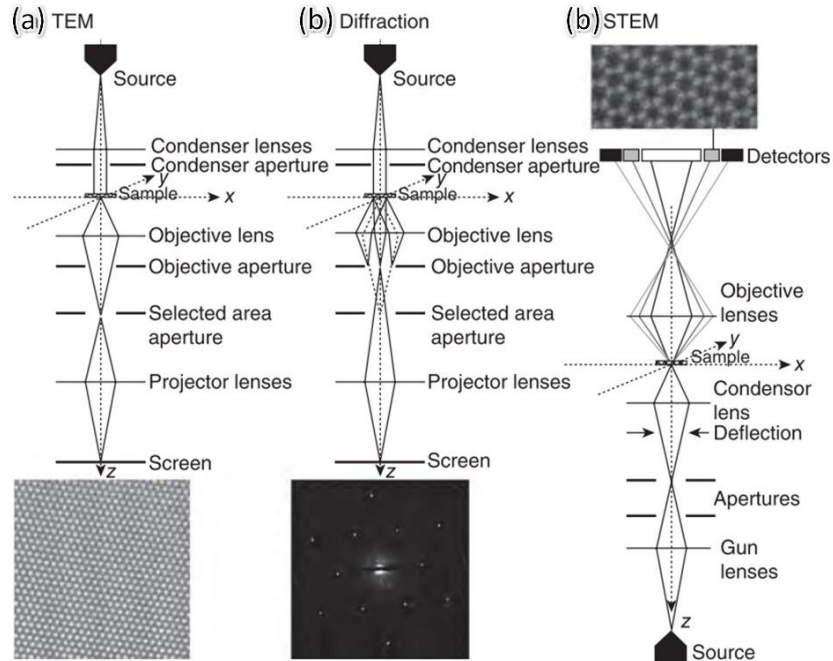 (a) TEM
Source
Condenser lenses
Condenser aperture
y
Sample
x
Objective lens
Objective aperture
Selected area
aperture
Projector lenses
Screen
z
(b) Diffraction
Source
Condenser lenses
Condenser aperture
y
Sample
x
Objective lens
Objective aperture
Selected area
aperture
Projector lenses
Screen
z
(b) STEM
Detectors
Objective
lenses
y
Sample
x
Condensor
lens
Deflection
Apertures
Gun
lenses
z
Source